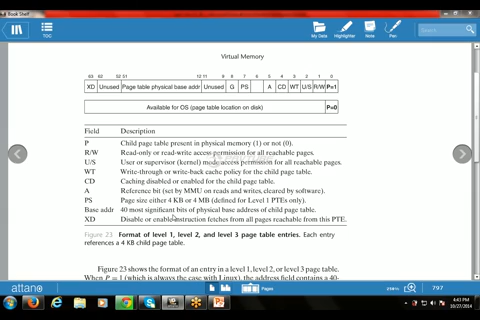 Book Shelf
TOC
My Data
Highlighter
Note
Pen
Search
Virtual Memory
63 62 52 51 12 11 9 8 7 6 5 4 3 2 1 0
XD Unused Page table physical base addr Unused G PS A CD WT U/S R/W P=1
Available for OS (page table location on disk) P=0
Field Description
P Child page table present in physical memory (1) or not (0).
R/W Read-only or read-write access permission for all reachable pages.
U/S User or supervisor (kernel) mode access permission for all reachable pages.
WT Write-through or write-back cache policy for the child page table.
CD Caching disabled or enabled for the child page table.
A Reference bit (set by MMU on reads and writes, cleared by software).
PS Page size either 4 KB or 4 MB (defined for Level 1 PTEs only).
Base addr 40 most significant bits of physical base address of child page table.
XD Disable or enable instruction fetches from all pages reachable from this PTE.
Figure 23 Format of level 1, level 2, and level 3 page table entries. Each entry
references a 4 KB child page table.
Figure 23 shows the format of an entry in a level 1, level 2, or level 3 page table.
When P = 1 (which is always the case with Linux), the address field contains a 40-
attano
Pages
ZOOM
797
4:41 PM
10/27/2014